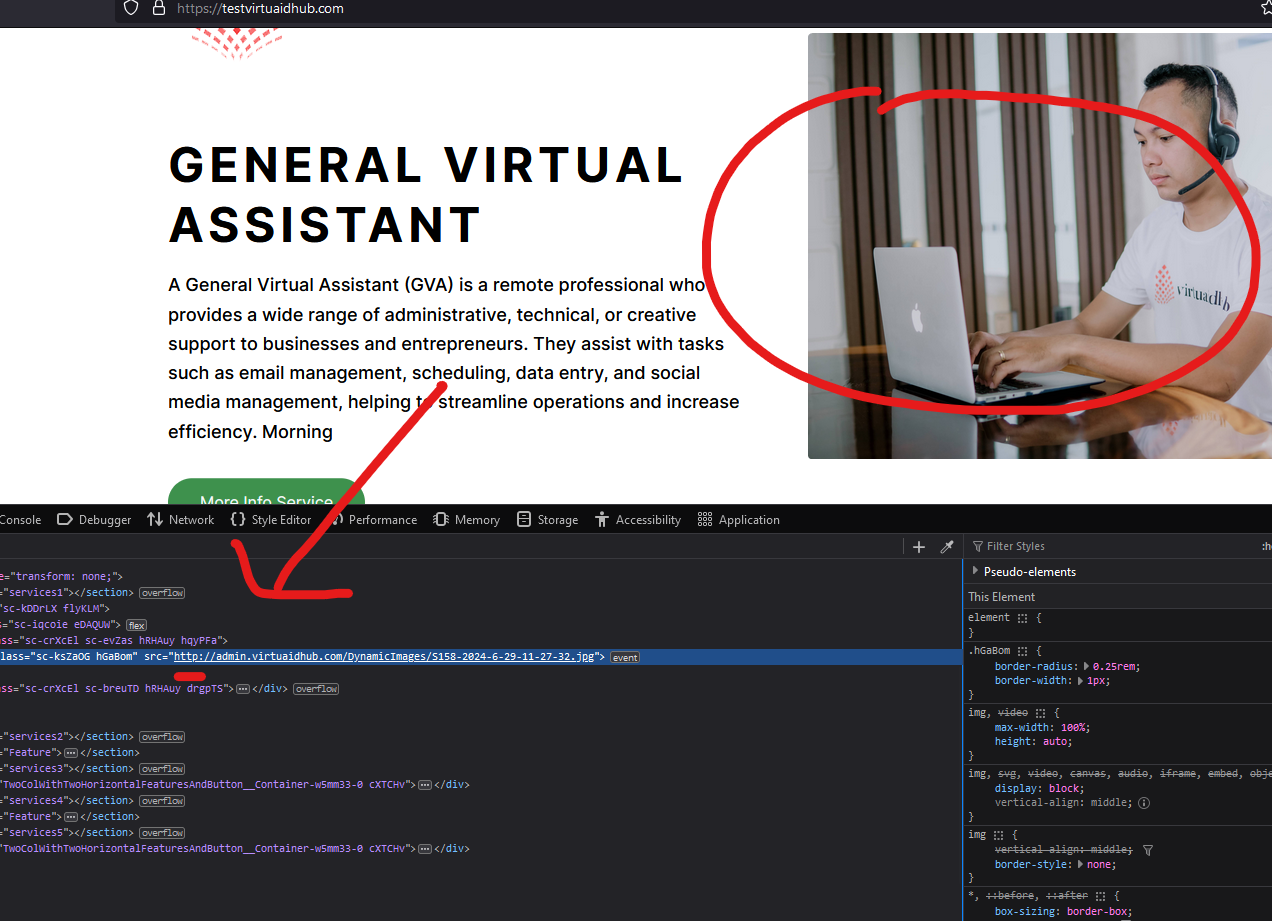 https://testvirtuaidhub.com
GENERAL VIRTUAL
ASSISTANT
A General Virtual Assistant (GVA) is a remote professional who
provides a wide range of administrative, technical, or creative
support to businesses and entrepreneurs. They assist with tasks
such as email management, scheduling, data entry, and social
media management, helping to streamline operations and increase
efficiency. Morning
More Info Service
Console Debugger Network {} Style Editor Performance Memory Storage Accessibility Application
Filter Styles :h
Pseudo-elements
This Element
e="transform: none;">
="services1"></section> overflow
"sc-kDDrLX flyKLM">
s="sc-iqcoie eDAQUW"> flex
ass="sc-crXcEl sc-evZas hRHAuy hqyPFa">
lass="sc-ksZaOG hGaBom" src="http://admin.virtuaidhub.com/DynamicImages/S158-2024-6-29-11-27-32.jpg"> event
ss="sc-crXcEl sc-breuTD hRHAuy drgpTS"></div> overflow
="services2"></section> overflow
="Feature"></section>
="services3"></section> overflow
"TwoColWithTwoHorizontalFeaturesAndButton__Container-w5mm33-0 cXTCHv"></div>
="services4"></section> overflow
="Feature"></section>
="services5"></section> overflow
"TwoColWithTwoHorizontalFeaturesAndButton__Container-w5mm33-0 cXTCHv"></div>
element {
}
.hGaBom {
border-radius: 0.25rem;
border-width: 1px;
}
img, video {
max-width: 100%;
height: auto;
}
img, svg, video, canvas, audio, iframe, embed, obje
display: block;
vertical-align: middle;
}
img {
vertical-align: middle;
border-style: none;
}
*, ::before, ::after {
box-sizing: border-box;